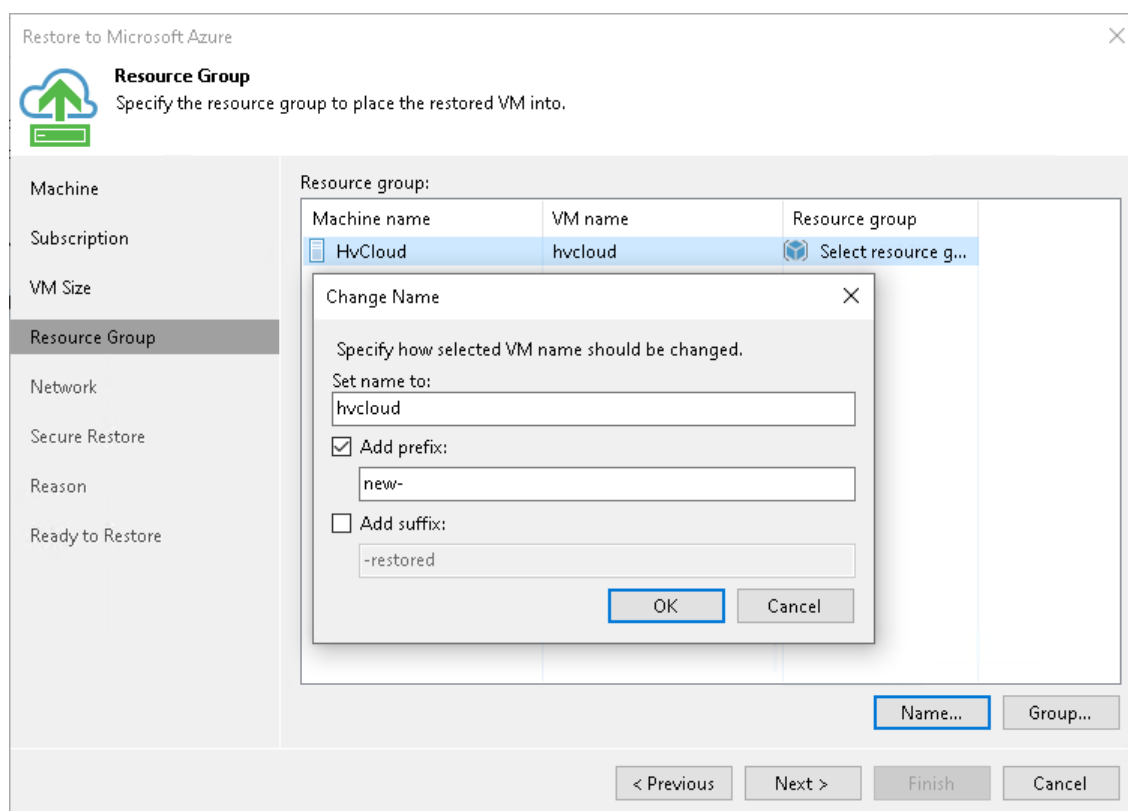 Restore to Microsoft Azure
Resource Group
Specify the resource group to place the restored VM into.
Machine
Subscription
VM Size
Resource Group
Network
Secure Restore
Reason
Ready to Restore
Resource group:
Machine name VM name Resource group
HvCloud hvcloud Select resource g...
Change Name
Specify how selected VM name should be changed.
Set name to:
hvcloud
Add prefix:
new-
Add suffix:
-restored
OK Cancel
Name... Group...
< Previous Next > Finish Cancel